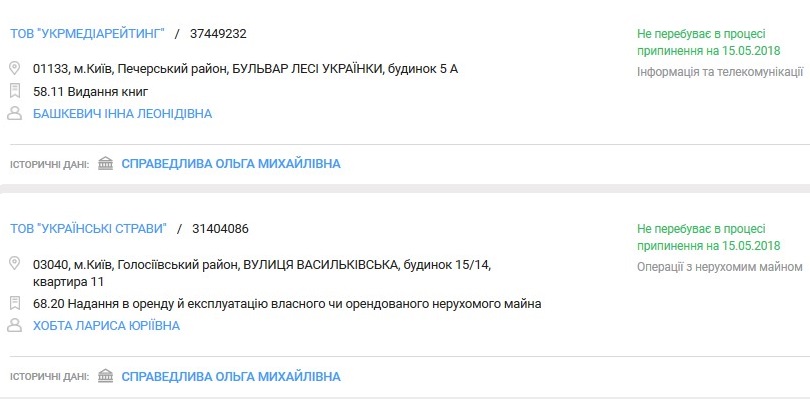 ТОВ "УКРМЕДІАРЕЙТИНГ" / 37449232
Не перебуває в процесі
припинення на 15.05.2018
Інформація та телекомунікації
01133, м.Київ, Печерський район, БУЛЬВАР ЛЕСІ УКРАЇНКИ, будинок 5 А
58.11 Видання книг
БАШКЕВИЧ ІННА ЛЕОНІДІВНА
ІСТОРИЧНІ ДАНІ: СПРАВЕДЛИВА ОЛЬГА МИХАЙЛІВНА
ТОВ "УКРАЇНСЬКІ СТРАВИ" / 31404086
Не перебуває в процесі
припинення на 15.05.2018
Операції з нерухомим майном
03040, м.Київ, Голосіївський район, ВУЛИЦЯ ВАСИЛЬКІВСЬКА, будинок 15/14,
квартира 11
68.20 Надання в оренду й експлуатацію власного чи орендованого нерухомого майна
ХОБТА ЛАРИСА ЮРІЇВНА
ІСТОРИЧНІ ДАНІ: СПРАВЕДЛИВА ОЛЬГА МИХАЙЛІВНА